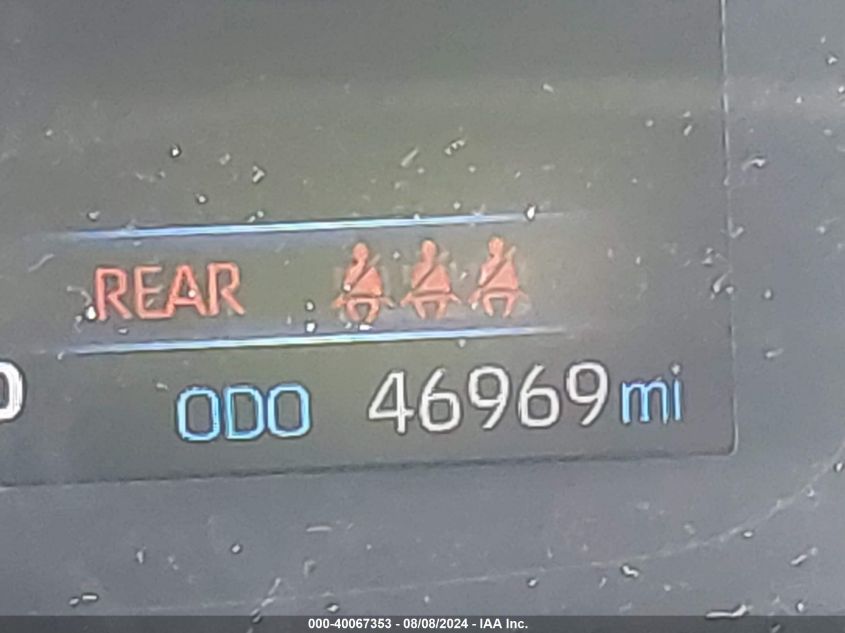 REAR
ODO 46969 mi
000-40067353 - 08/08/2024 - IAA Inc.